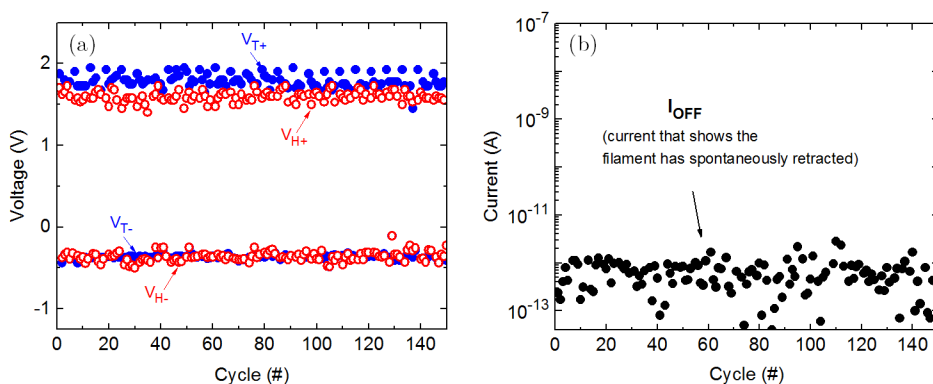 (a)
V_T+
V_H+
V_T-
V_H-
2
1
0
-1
Voltage (V)
0 20 40 60 80 100 120 140
Cycle (#)
(b)
I_OFF
(current that shows the
filament has spontaneously retracted)
10^-7
10^-9
10^-11
10^-13
Current (A)
0 20 40 60 80 100 120 140
Cycle (#)